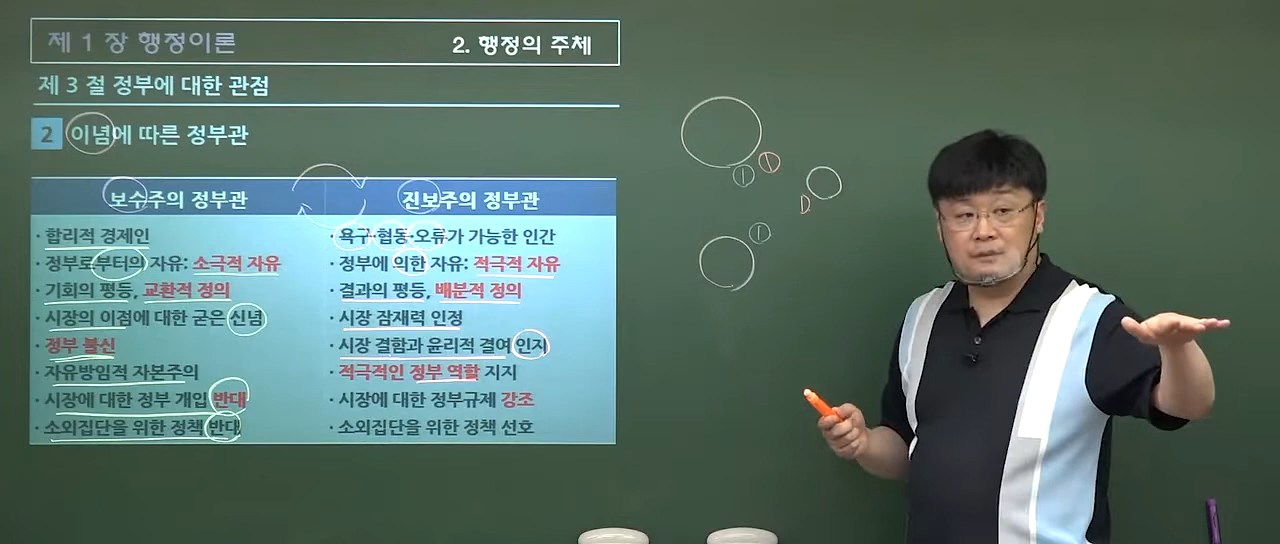 제 1 장 행정이론
2. 행정의 주체
제 3 절 정부에 대한 관점
2 이념에 따른 정부관
보수주의 정부관
진보주의 정부관
· 합리적 경제인
· 욕구·협동·오류가 가능한 인간
· 정부로부터의 자유: 소극적 자유
· 정부에 의한 자유: 적극적 자유
· 기회의 평등, 교환적 정의
· 결과의 평등, 배분적 정의
· 시장의 이점에 대한 굳은 신념
· 시장 잠재력 인정
· 정부 불신
· 시장 결함과 윤리적 결여 인지
· 자유방임적 자본주의
· 적극적인 정부 역할 지지
· 시장에 대한 정부 개입 반대
· 시장에 대한 정부규제 강조
· 소외집단을 위한 정책 반대
· 소외집단을 위한 정책 선호